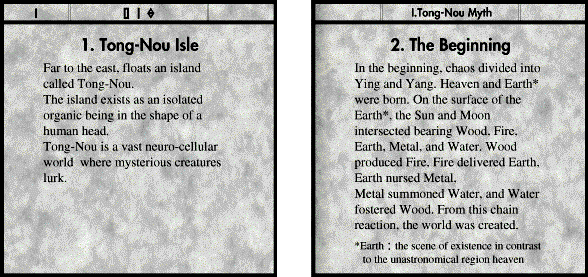 1. Tong-Nou Isle
Far to the east, floats an island
called Tong-Nou.
The island exists as an isolated
organic being in the shape of a
human head.
Tong-Nou is a vast neuro-cellular
world where mysterious creatures
lurk.
I.Tong-Nou Myth
2. The Beginning
In the beginning, chaos divided into
Ying and Yang. Heaven and Earth*
were born. On the surface of the
Earth*, the Sun and Moon
intersected bearing Wood, Fire,
Earth, Metal, and Water. Wood
produced Fire, Fire delivered Earth,
Earth nursed Metal,
Metal summoned Water, and Water
fostered Wood. From this chain
reaction, the world was created.
*Earth : the scene of existence in contrast
to the unastronomical region heaven